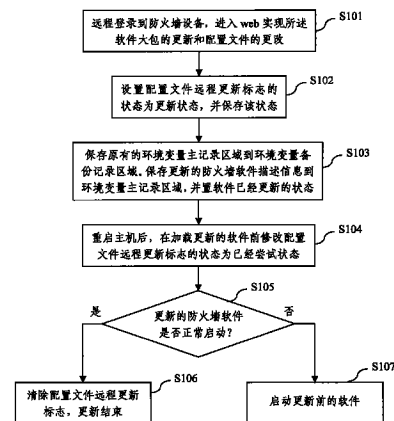 远程登录到防火墙设备,进入 web 实现所述
软件大包的更新和配置文件的更改
S101
设置配置文件远程更新标志的
状态为更新状态,并保存该状态
S102
保存原有的环境变量主记录区域到环境变量备
份记录区域。保存更新的防火墙软件描述信息到
环境变量主记录区域,并置软件已经更新的状态
S103
重启主机后,在加载更新的软件前修改配置
文件远程更新标志的状态为已经尝试状态
S104
更新的防火墙软件
是否正常启动?
S105
是
否
清除配置文件远程更新
标志,更新结束
S106
启动更新前的软件
S107